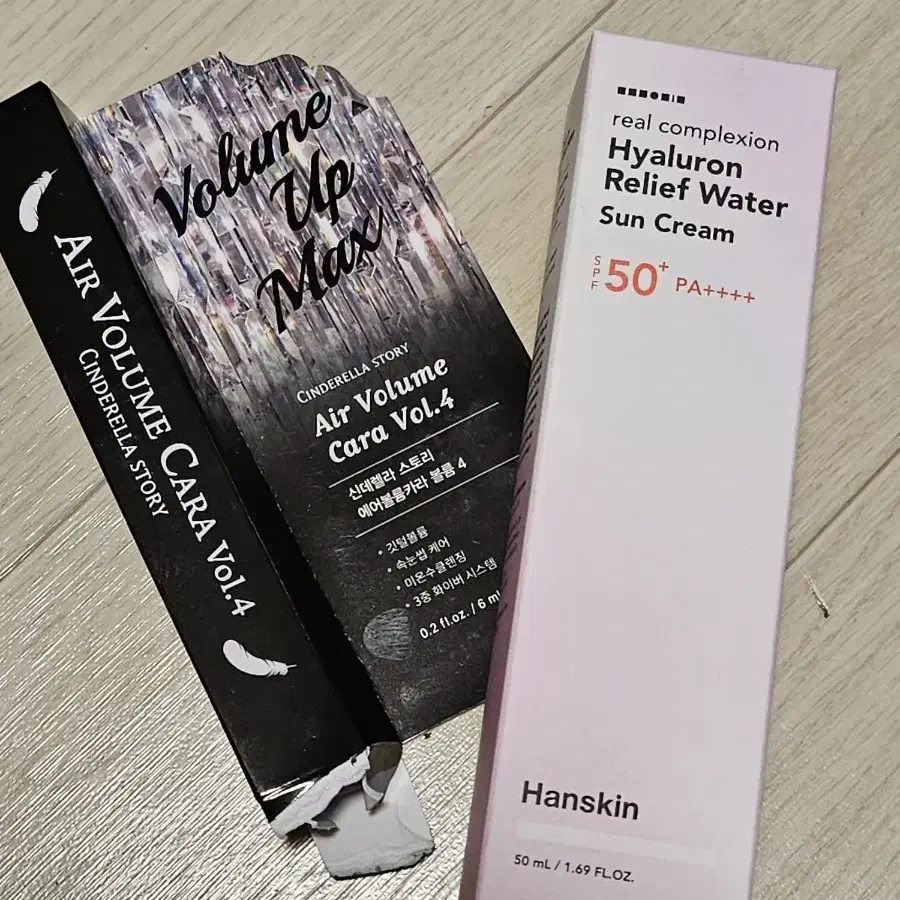 AIR VOLUME CARA VOL.4
CINDERELLA STORY
Volume
Up
Max
CINDERELLA STORY
Air Volume
Cara Vol.4
신데렐라 스토리
에어볼륨카라 볼륨 4
• 깃털볼륨
• 속눈썹 케어
• 미온수클렌징
• 3중 화이버 시스템
0.2 fl.oz. / 6 ml
real complexion
Hyaluron
Relief Water
Sun Cream
SPF 50+ PA++++
Hanskin
50 mL / 1.69 FL.OZ.